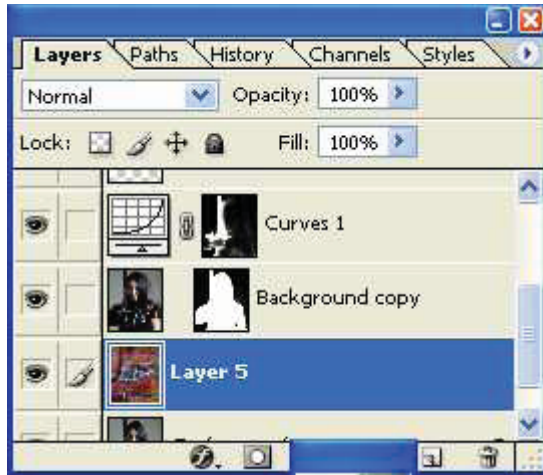 Layers Paths History Channels Styles
Normal Opacity: 100%
Lock: Fill: 100%
Curves 1
Background copy
Layer 5